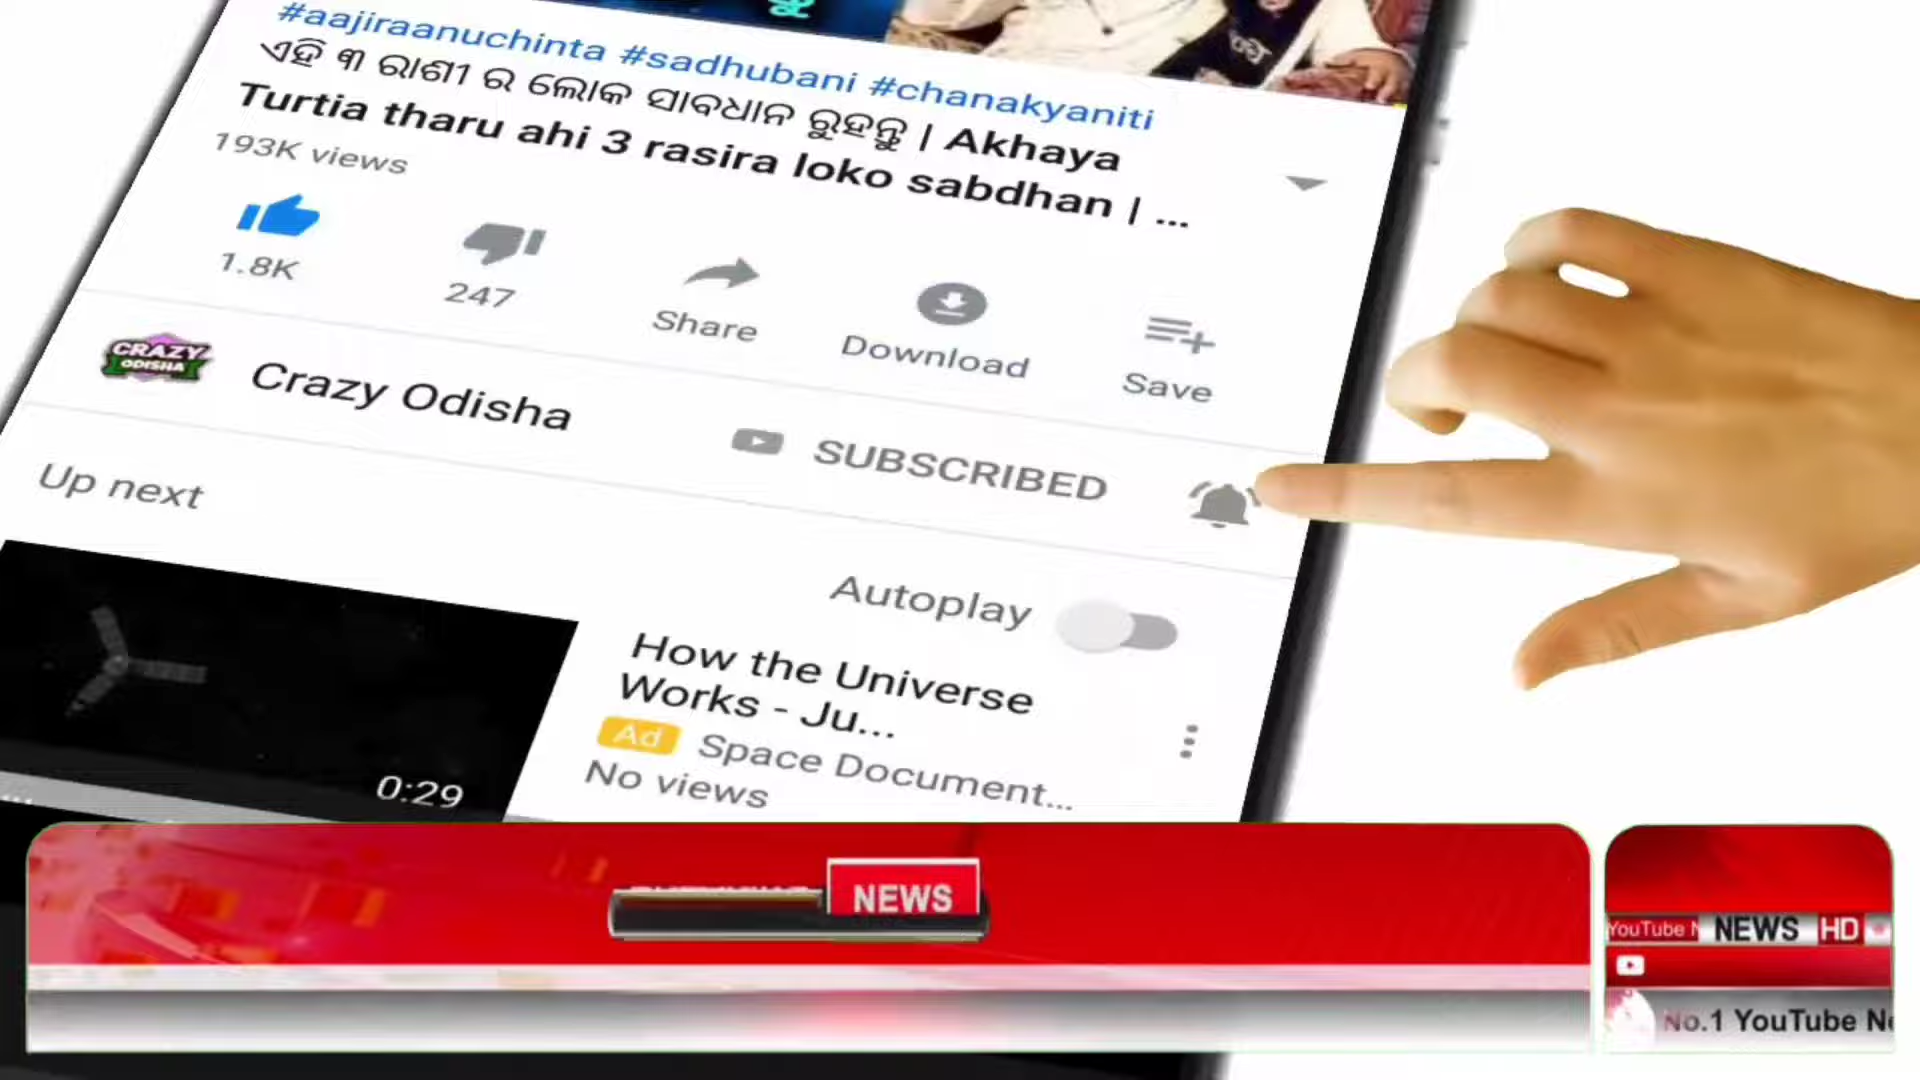 #aajiraanuchinta #sadhubani #chanakyaniti
ଏହି ୩ ରାଶୀ ର ଲୋକ ସାବଧାନ ରୁହନ୍ତୁ | Akhaya
Turtia tharu ahi 3 rasira loko sabdhan | ...
193K views
1.8K
247
Share
Download
Save
CRAZY
ODISHA
Crazy Odisha
SUBSCRIBED
Up next
Autoplay
How the Universe
Works - Ju...
Ad Space Document...
No views
0:29
NEWS
YouTube N NEWS HD
No.1 YouTube Ne